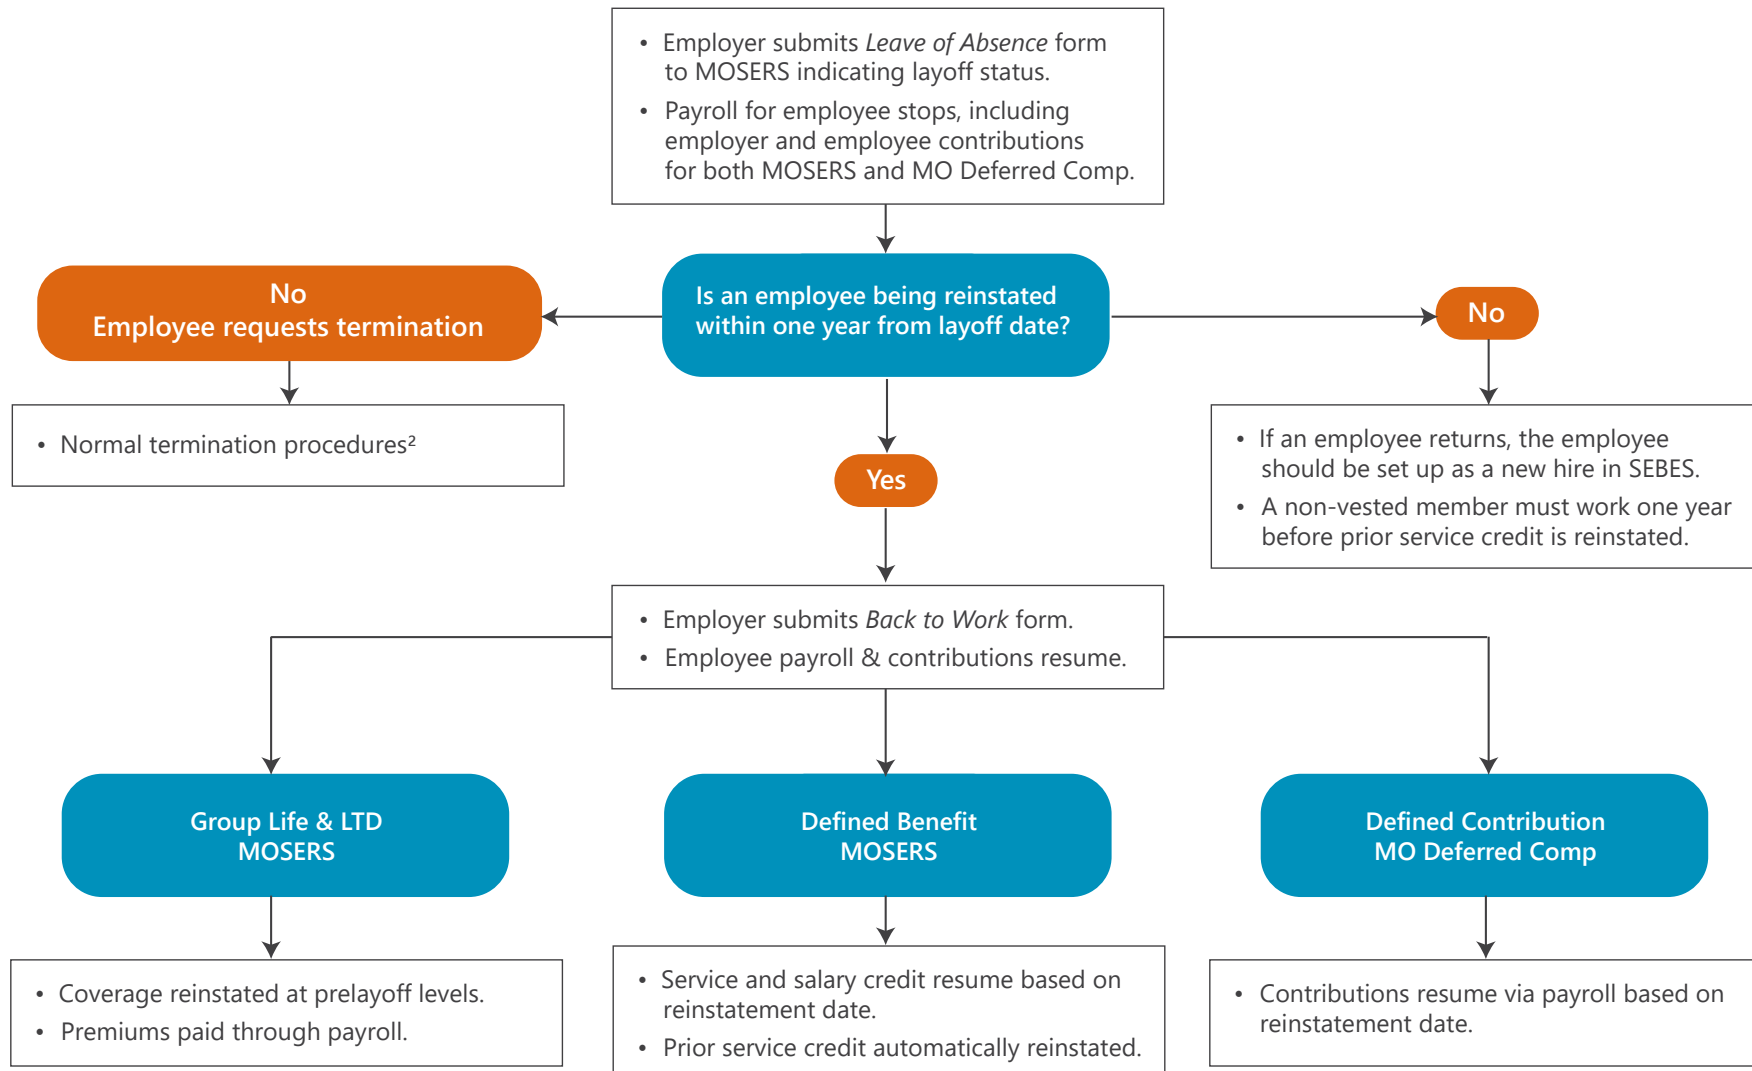 • Employer submits Leave of Absence form
to MOSERS indicating layoff status.
• Payroll for employee stops, including
employer and employee contributions
for both MOSERS and MO Deferred Comp.
No
Employee requests termination
Is an employee being reinstated
within one year from layoff date?
No
• Normal termination procedures²
Yes
• If an employee returns, the employee
should be set up as a new hire in SEBES.
• A non-vested member must work one year
before prior service credit is reinstated.
• Employer submits Back to Work form.
• Employee payroll & contributions resume.
Group Life & LTD
MOSERS
Defined Benefit
MOSERS
Defined Contribution
MO Deferred Comp
• Coverage reinstated at prelayoff levels.
• Premiums paid through payroll.
• Service and salary credit resume based on
reinstatement date.
• Prior service credit automatically reinstated.
• Contributions resume via payroll based on
reinstatement date.